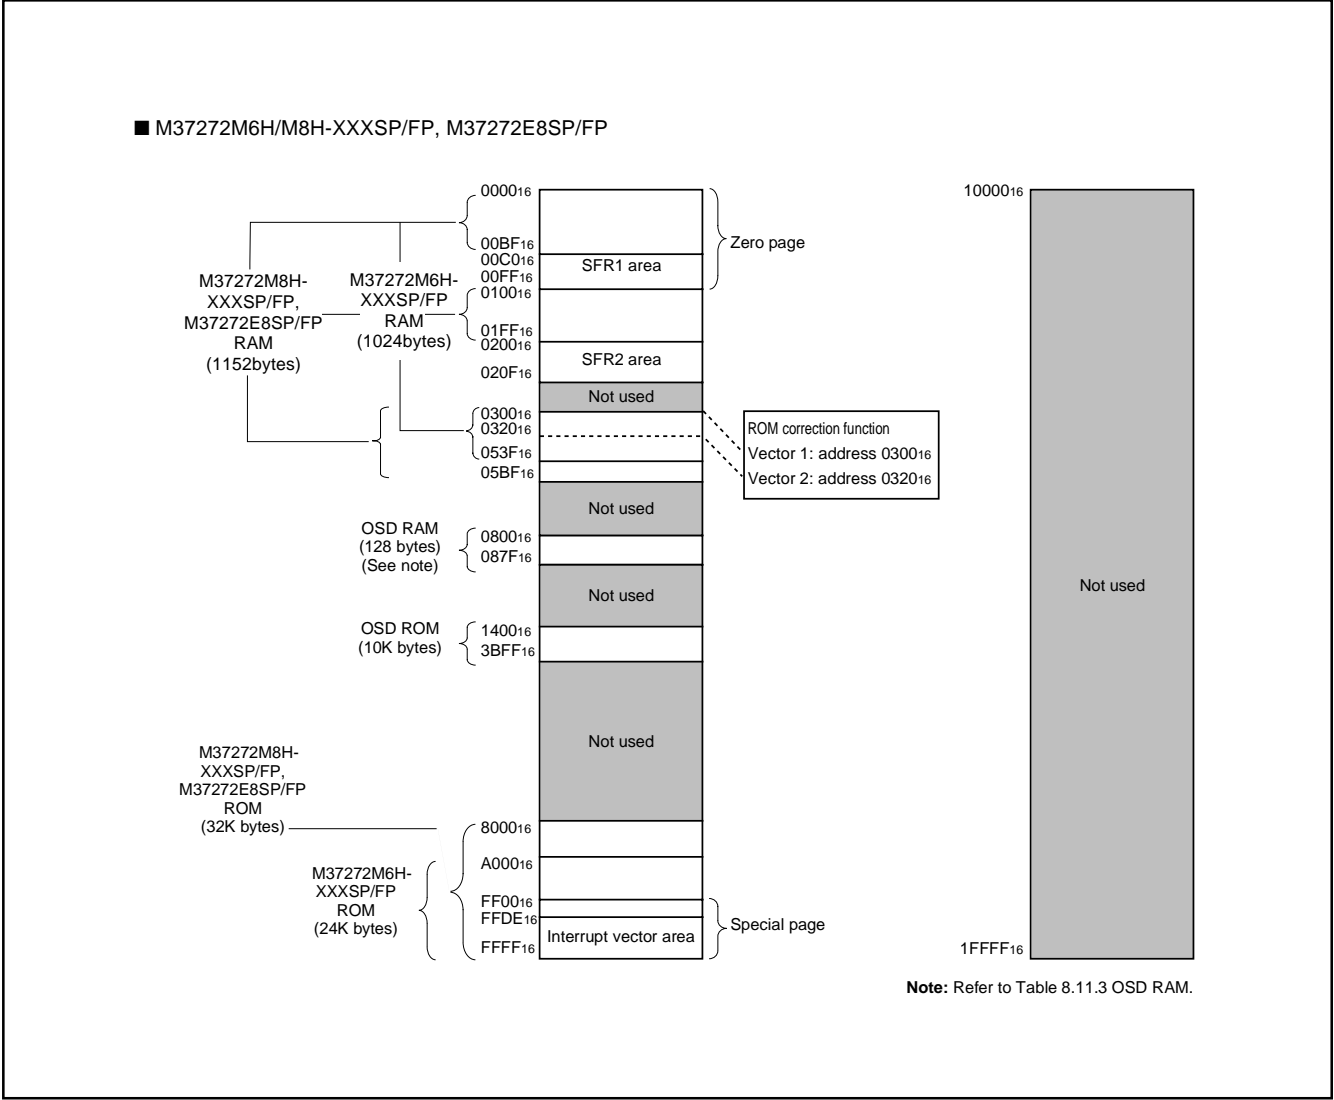 ■ M37272M6H/M8H-XXXSP/FP, M37272E8SP/FP
000016
00BF16
00C016
00FF16
010016
01FF16
020016
020F16
030016
032016
053F16
05BF16
080016
087F16
140016
3BFF16
800016
A00016
FF0016
FFDE16
FFFF16
M37272M8H-
XXXSP/FP,
M37272E8SP/FP
RAM
(1152bytes)
M37272M6H-
XXXSP/FP
RAM
(1024bytes)
SFR1 area
SFR2 area
Not used
Zero page
ROM correction function
Vector 1: address 030016
Vector 2: address 032016
OSD RAM
(128 bytes)
(See note)
Not used
Not used
OSD ROM
(10K bytes)
Not used
M37272M8H-
XXXSP/FP,
M37272E8SP/FP
ROM
(32K bytes)
M37272M6H-
XXXSP/FP
ROM
(24K bytes)
Interrupt vector area
Special page
1000016
Not used
1FFFF16
Note: Refer to Table 8.11.3 OSD RAM.